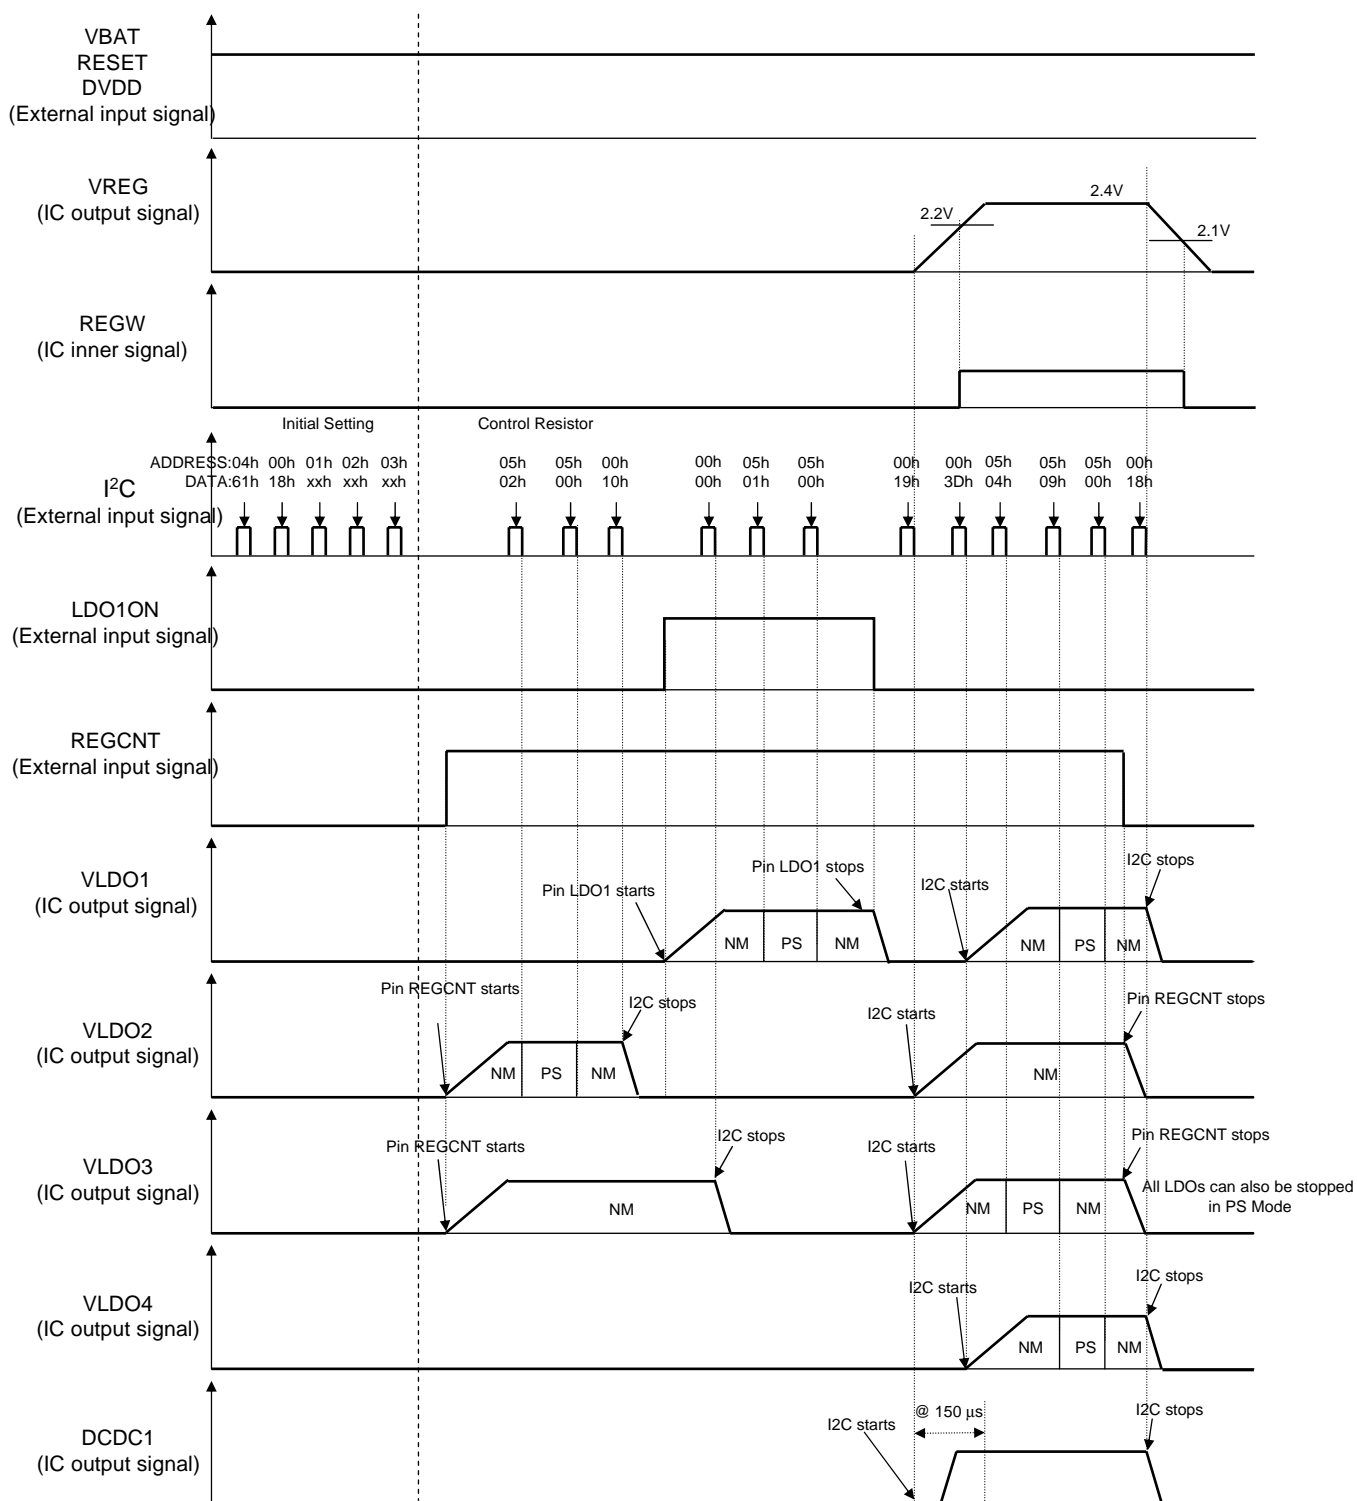 VBAT
RESET
DVDD
(External input signal)
VREG
(IC output signal)
2.2V
2.4V
2.1V
REGW
(IC inner signal)
Initial Setting
Control Resistor
ADDRESS:04h 00h 01h 02h 03h 05h 05h 00h 00h 05h 05h 00h 00h 05h 05h 05h 00h
DATA:61h 18h xxh xxh xxh 02h 00h 10h 00h 01h 00h 19h 3Dh 04h 09h 00h 18h
I2C
(External input signal)
LDO1ON
(External input signal)
REGCNT
(External input signal)
VLDO1
(IC output signal)
Pin LDO1 starts
Pin LDO1 stops
I2C starts
I2C stops
NM PS NM NM PS NM
VLDO2
(IC output signal)
Pin REGCNT starts
I2C stops
I2C starts
Pin REGCNT stops
NM PS NM NM
VLDO3
(IC output signal)
Pin REGCNT starts
I2C stops
I2C starts
Pin REGCNT stops
All LDOs can also be stopped
in PS Mode
NM NM PS NM
VLDO4
(IC output signal)
I2C starts
I2C stops
NM PS NM
DCDC1
(IC output signal)
I2C starts
@ 150 μs
I2C stops